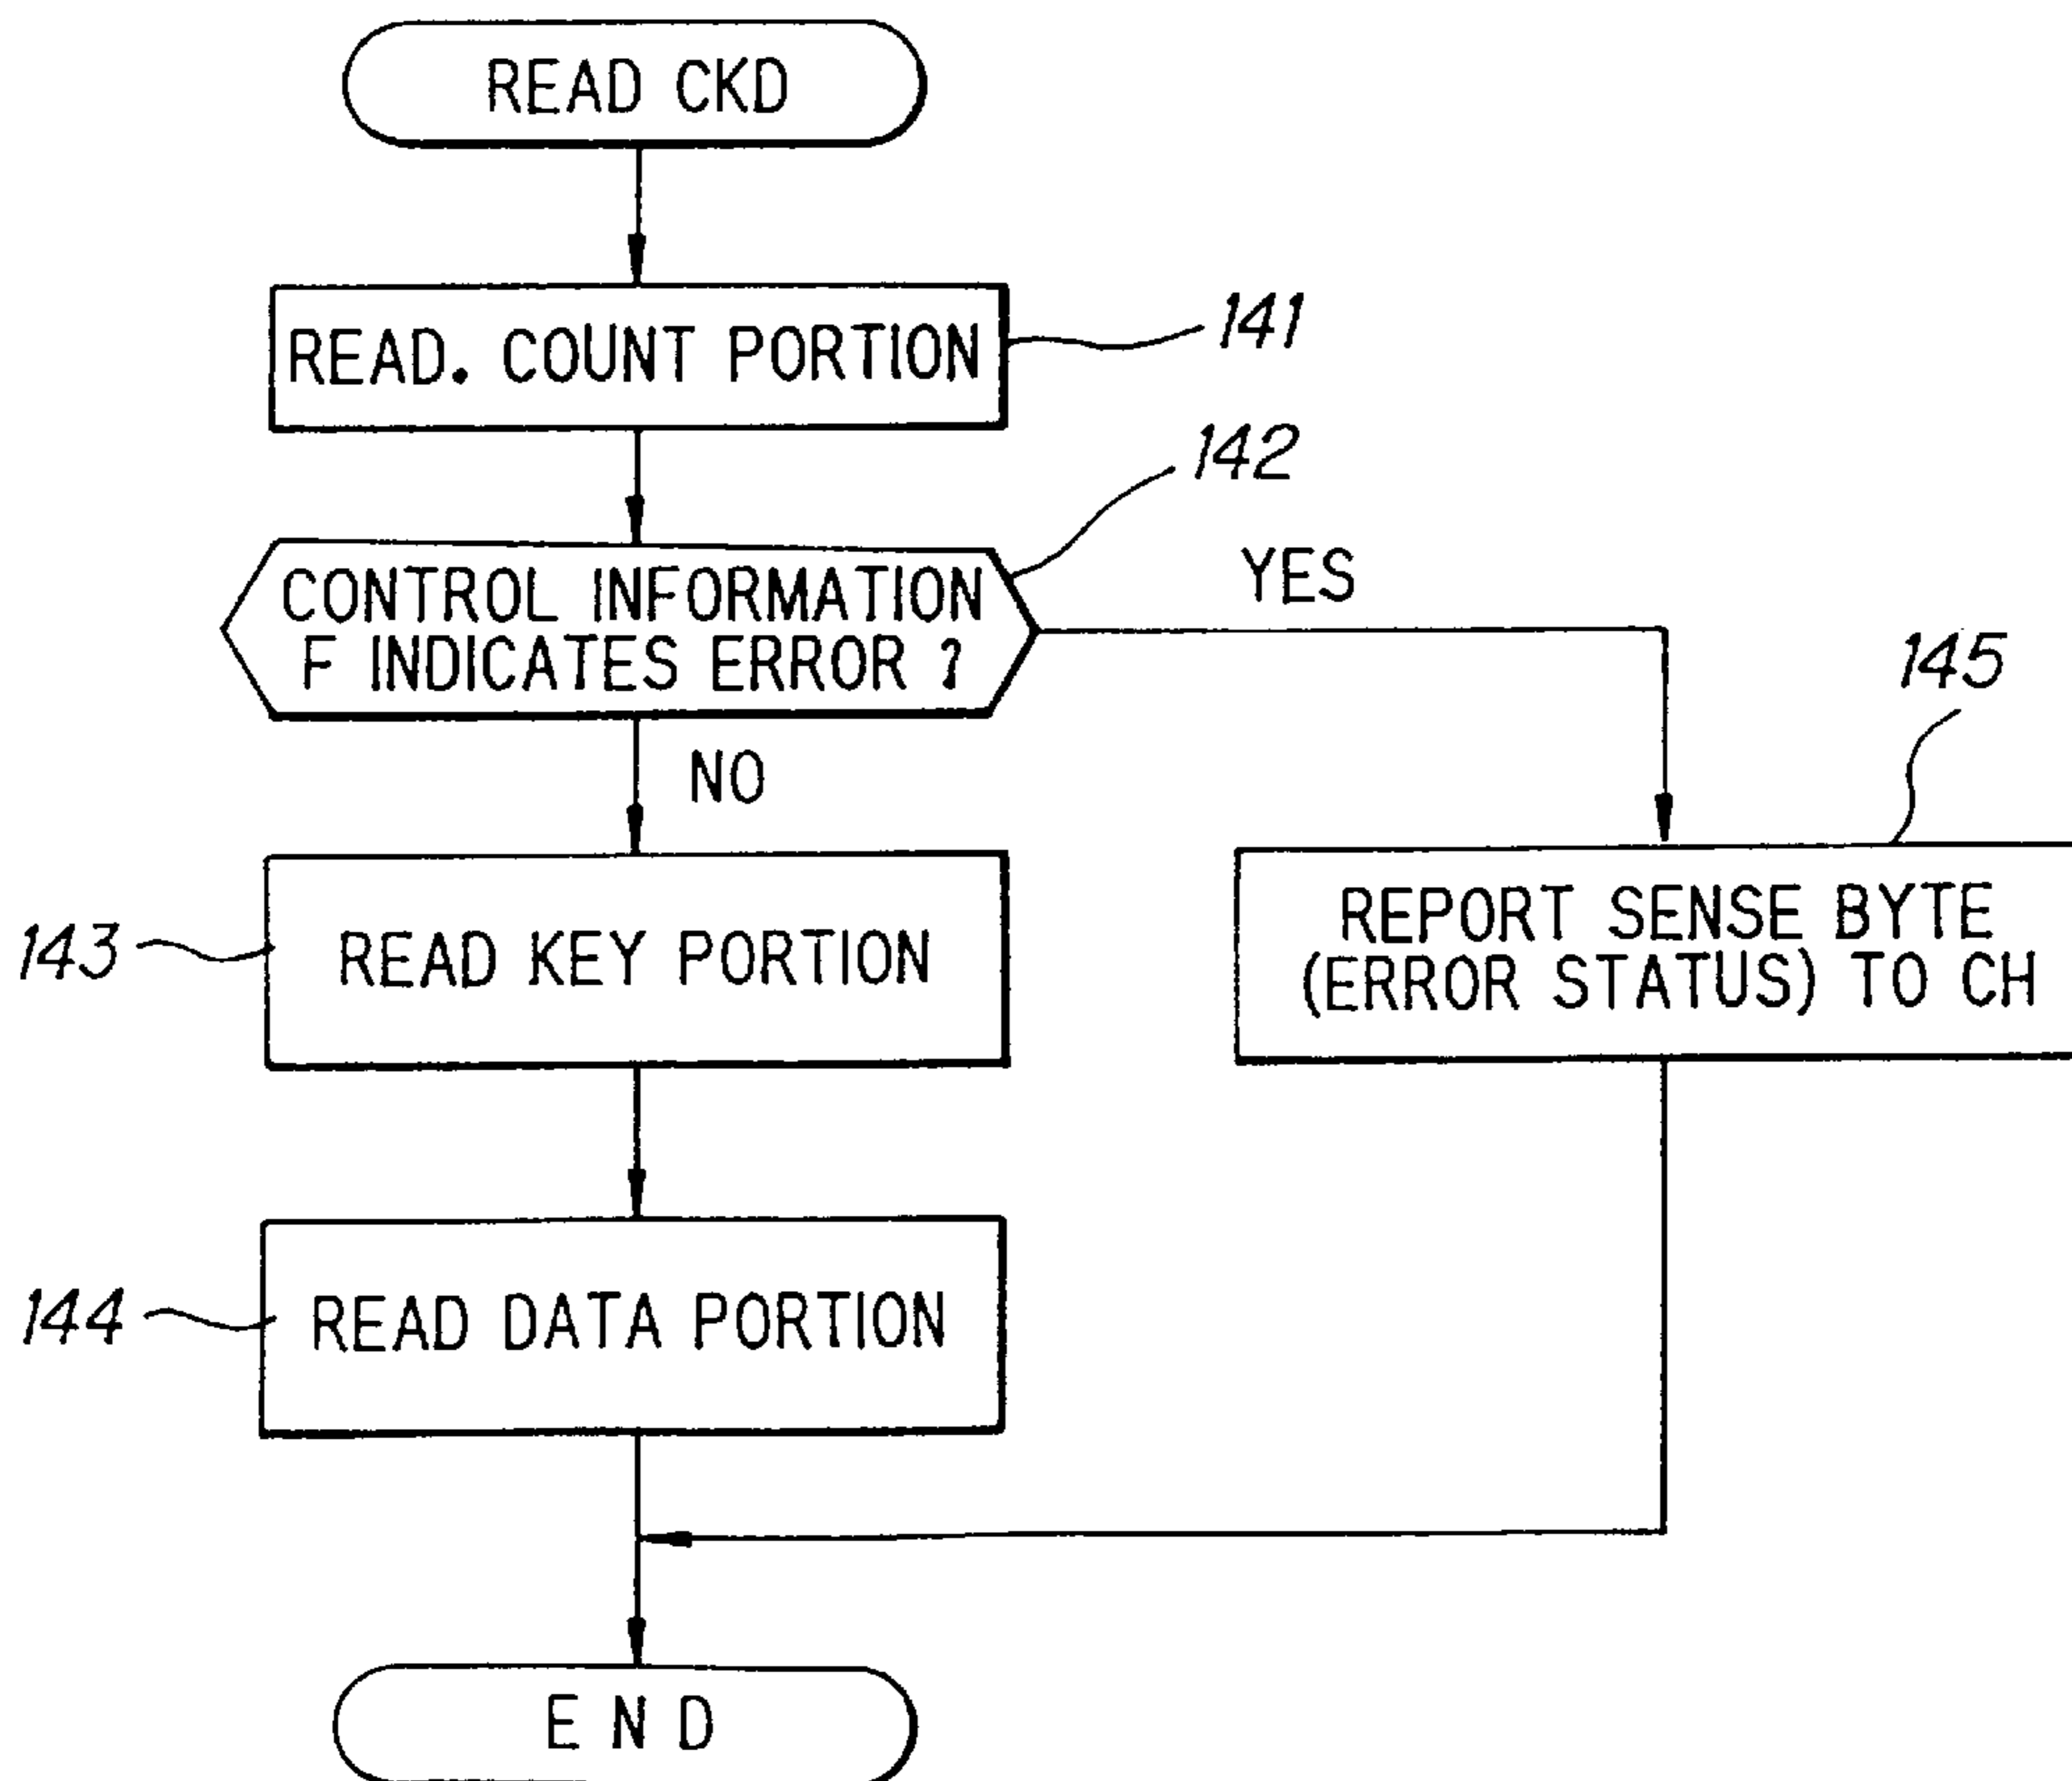 READ CKD
READ. COUNT PORTION
141
142
CONTROL INFORMATION
F INDICATES ERROR ?
YES
NO
145
143
READ KEY PORTION
REPORT SENSE BYTE
(ERROR STATUS) TO CH
144
READ DATA PORTION
END